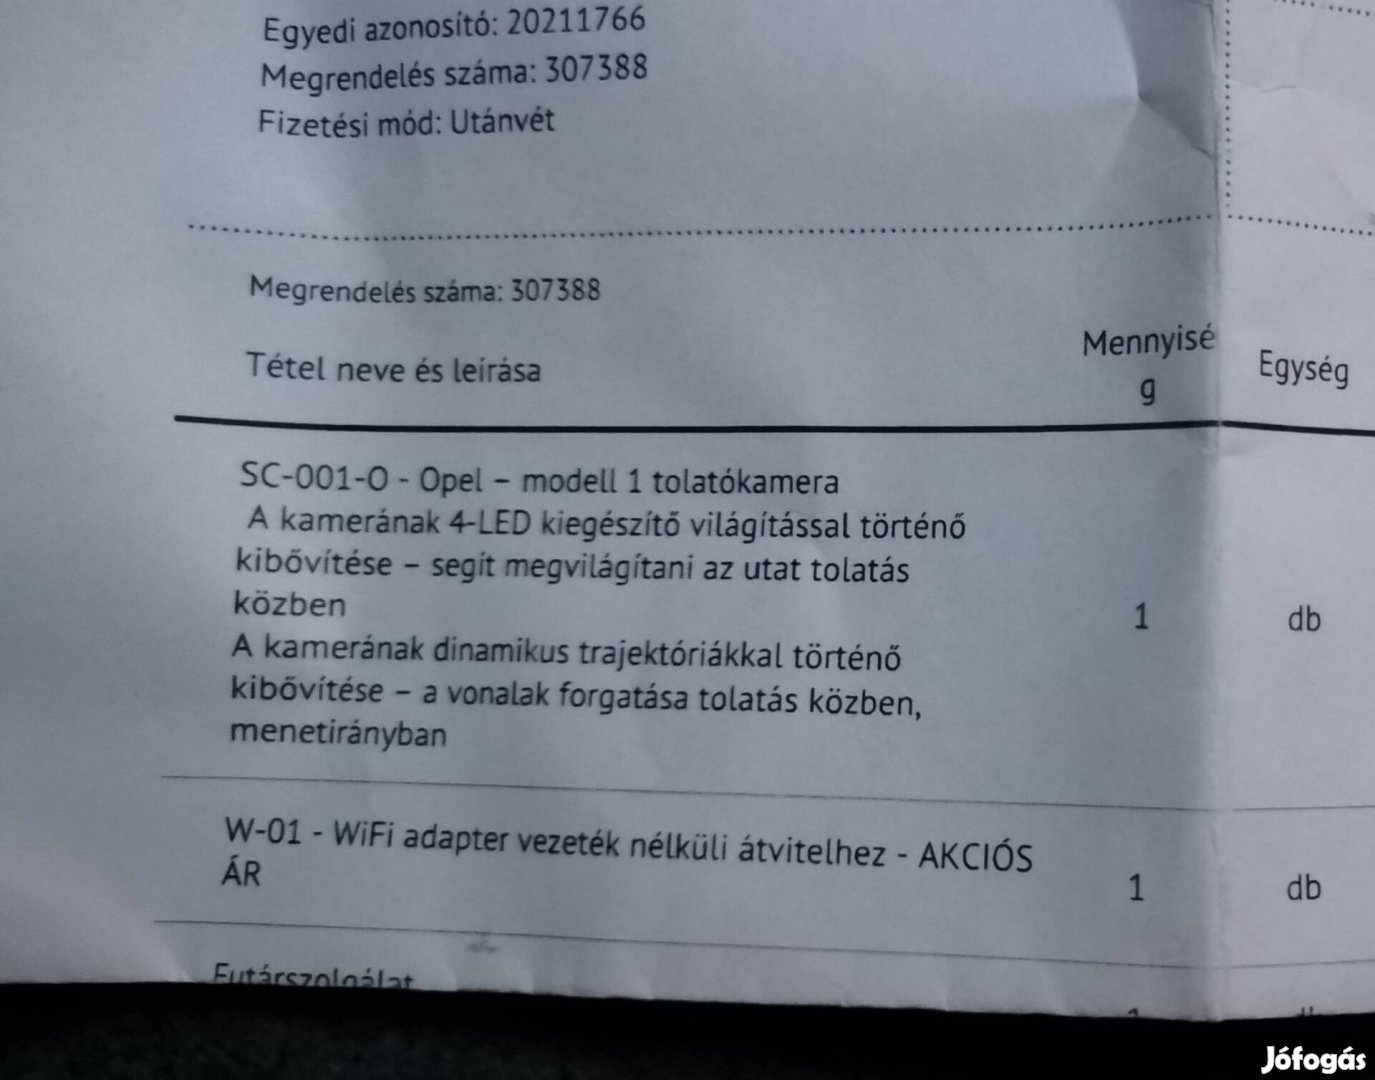 Egyedi azonosító: 20211766
Megrendelés száma: 307388
Fizetési mód: Utánvét
Megrendelés száma: 307388
Tétel neve és leírása
Mennyisé
g
Egység
SC-001-O - Opel – modell 1 tolatókamera
A kamerának 4-LED kiegészítő világítással történő
kibővítése – segít megvilágítani az utat tolatás
közben
A kamerának dinamikus trajektóriákkal történő
kibővítése – a vonalak forgatása tolatás közben,
menetirányban
1
db
W-01 - WiFi adapter vezeték nélküli átvitelhez - AKCIÓS
ÁR
1
db
Futárszolgálat
Jófogás